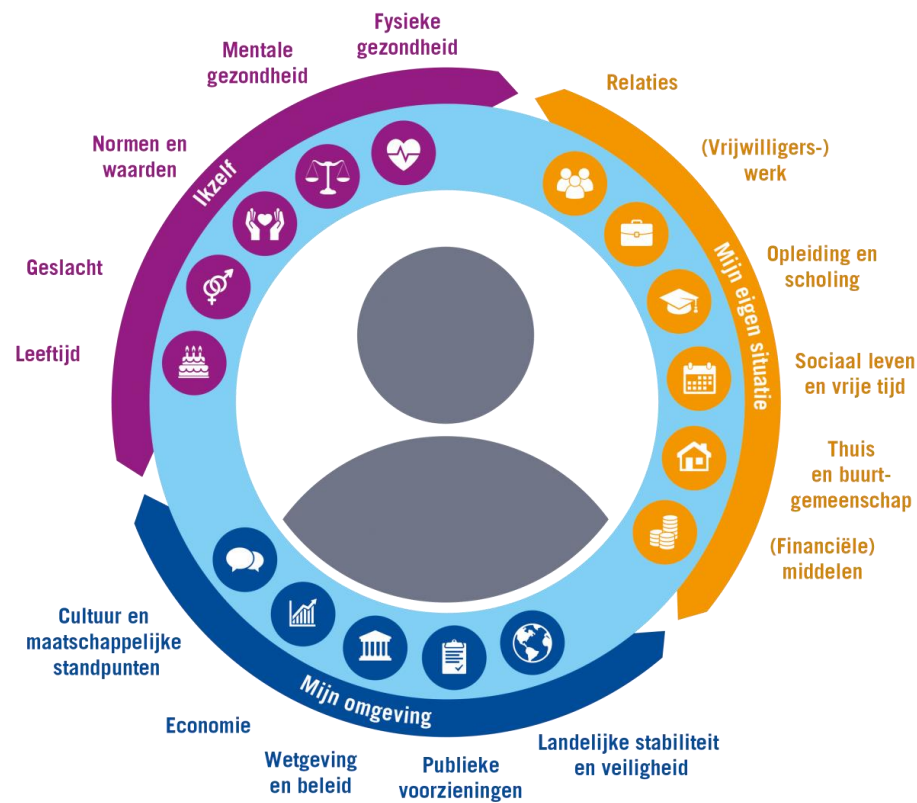 Fysieke
gezondheid
Mentale
gezondheid
Normen en
waarden
Geslacht
Leeftijd
Ikzelf
Relaties
(Vrijwilligers-)
werk
Opleiding en
scholing
Sociaal leven
en vrije tijd
Thuis
en buurt-
gemeenschap
(Financiële)
middelen
Mijn eigen situatie
Cultuur en
maatschappelijke
standpunten
Economie
Wetgeving
en beleid
Publieke
voorzieningen
Landelijke stabiliteit
en veiligheid
Mijn omgeving